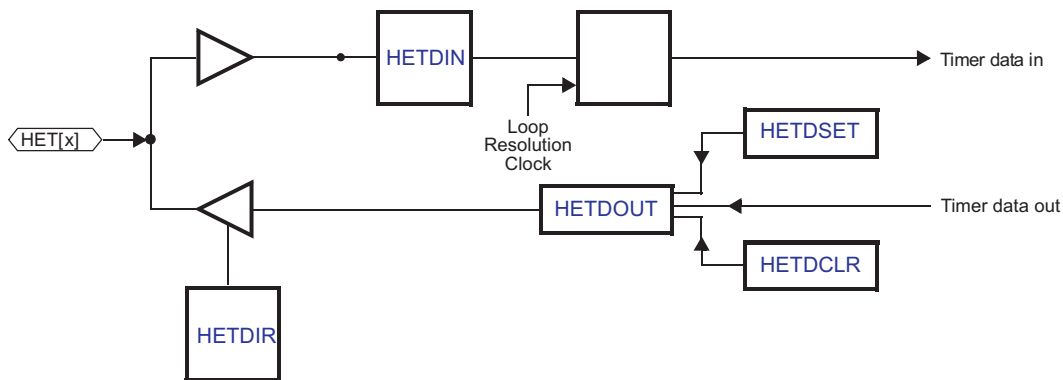 HETDIN
Timer data in
Loop
Resolution
Clock
HETDSET
HET[x]
HETDOUT
Timer data out
HETDCLR
HETDIR